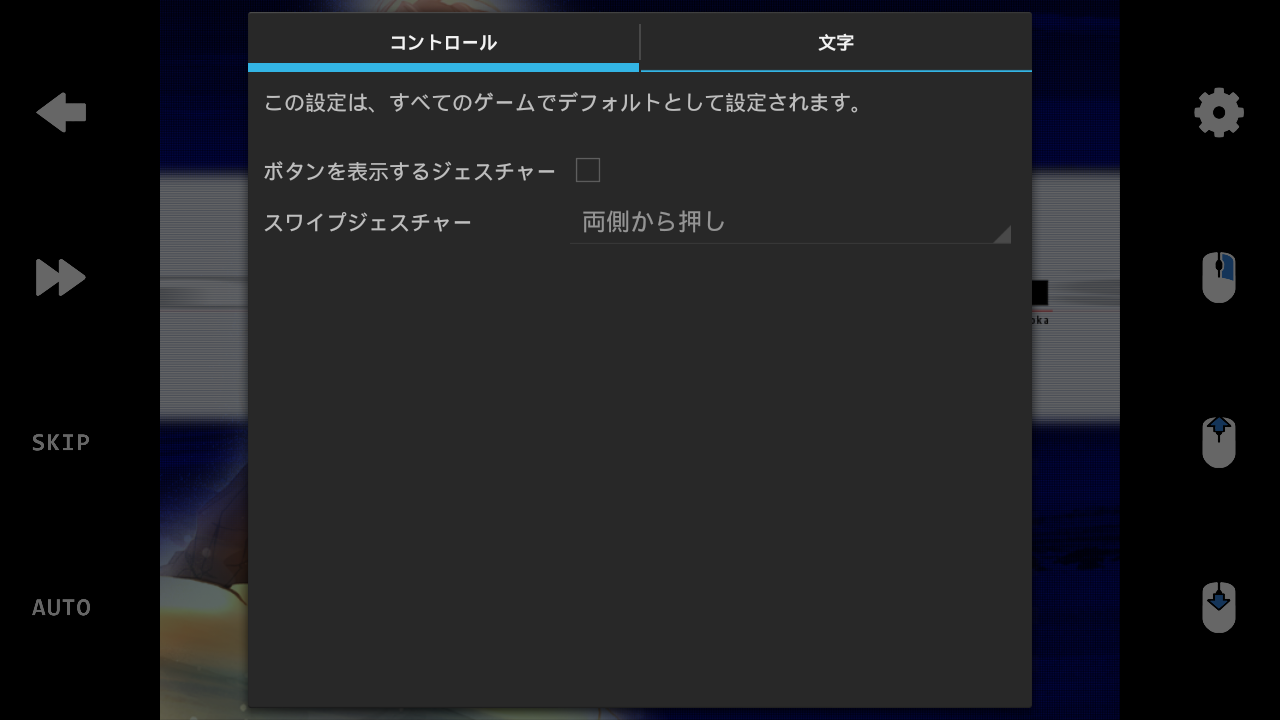 コントロール
文字
この設定は、すべてのゲームでデフォルトとして設定されます。
ボタンを表示するジェスチャー
スワイプジェスチャー
両側から押し
SKIP
AUTO